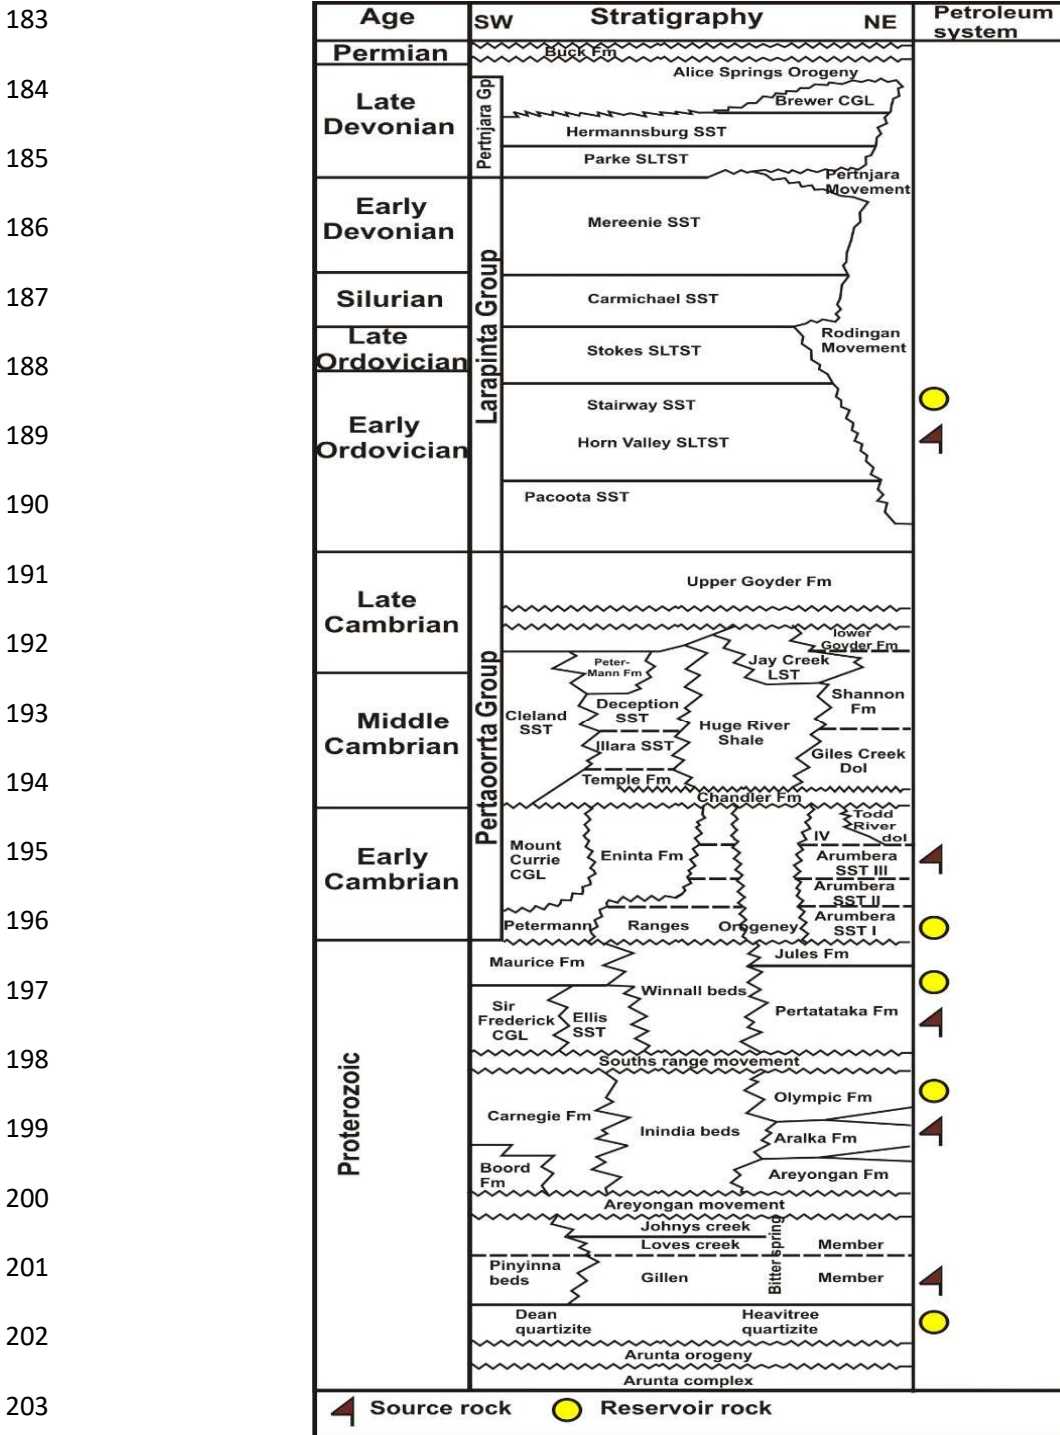 183
Age
SW
Stratigraphy
NE
Petroleum
system
Permian
Buck Fm
184
Alice Springs Orogeny
Late
Devonian
Pertnjara Gp
Brewer CGL
Hermannsburg SST
185
Parke SLTST
Pertnjara
Movement
Early
Devonian
186
Mereenie SST
Larapinta Group
187
Silurian
Carmichael SST
Late
Ordovician
188
Stokes SLTST
Rodingan
Movement
Early
Ordovician
189
Stairway SST
Horn Valley SLTST
190
Pacoota SST
191
Upper Goyder Fm
Late
Cambrian
192
Pertaoorrta Group
lower
Goyder Fm
Peter-
Mann Fm
Jay Creek
LST
193
Middle
Cambrian
Cleland
SST
Deception
SST
Huge River
Shale
Shannon
Fm
Illara SST
Giles Creek
Dol
194
Temple Fm
Chandler Fm
195
Early
Cambrian
Mount
Currie
CGL
Eninta Fm
IV
Todd
River
dol
Arumbera
SST III
Arumbera
SST II
196
Petermann
Ranges
Orogeney
Arumbera
SST I
Proterozoic
Maurice Fm
Jules Fm
197
Winnall beds
Sir
Frederick
CGL
Ellis
SST
Pertatataka Fm
198
Souths range movement
Olympic Fm
199
Carnegie Fm
Inindia beds
Aralka Fm
Boord
Fm
Areyongan Fm
200
Areyongan movement
Johnys creek
Loves creek
Member
Bitter spring
201
Pinyinna
beds
Gillen
Member
202
Dean
quartizite
Heavitree
quartizite
Arunta orogeny
Arunta complex
203
Source rock
Reservoir rock